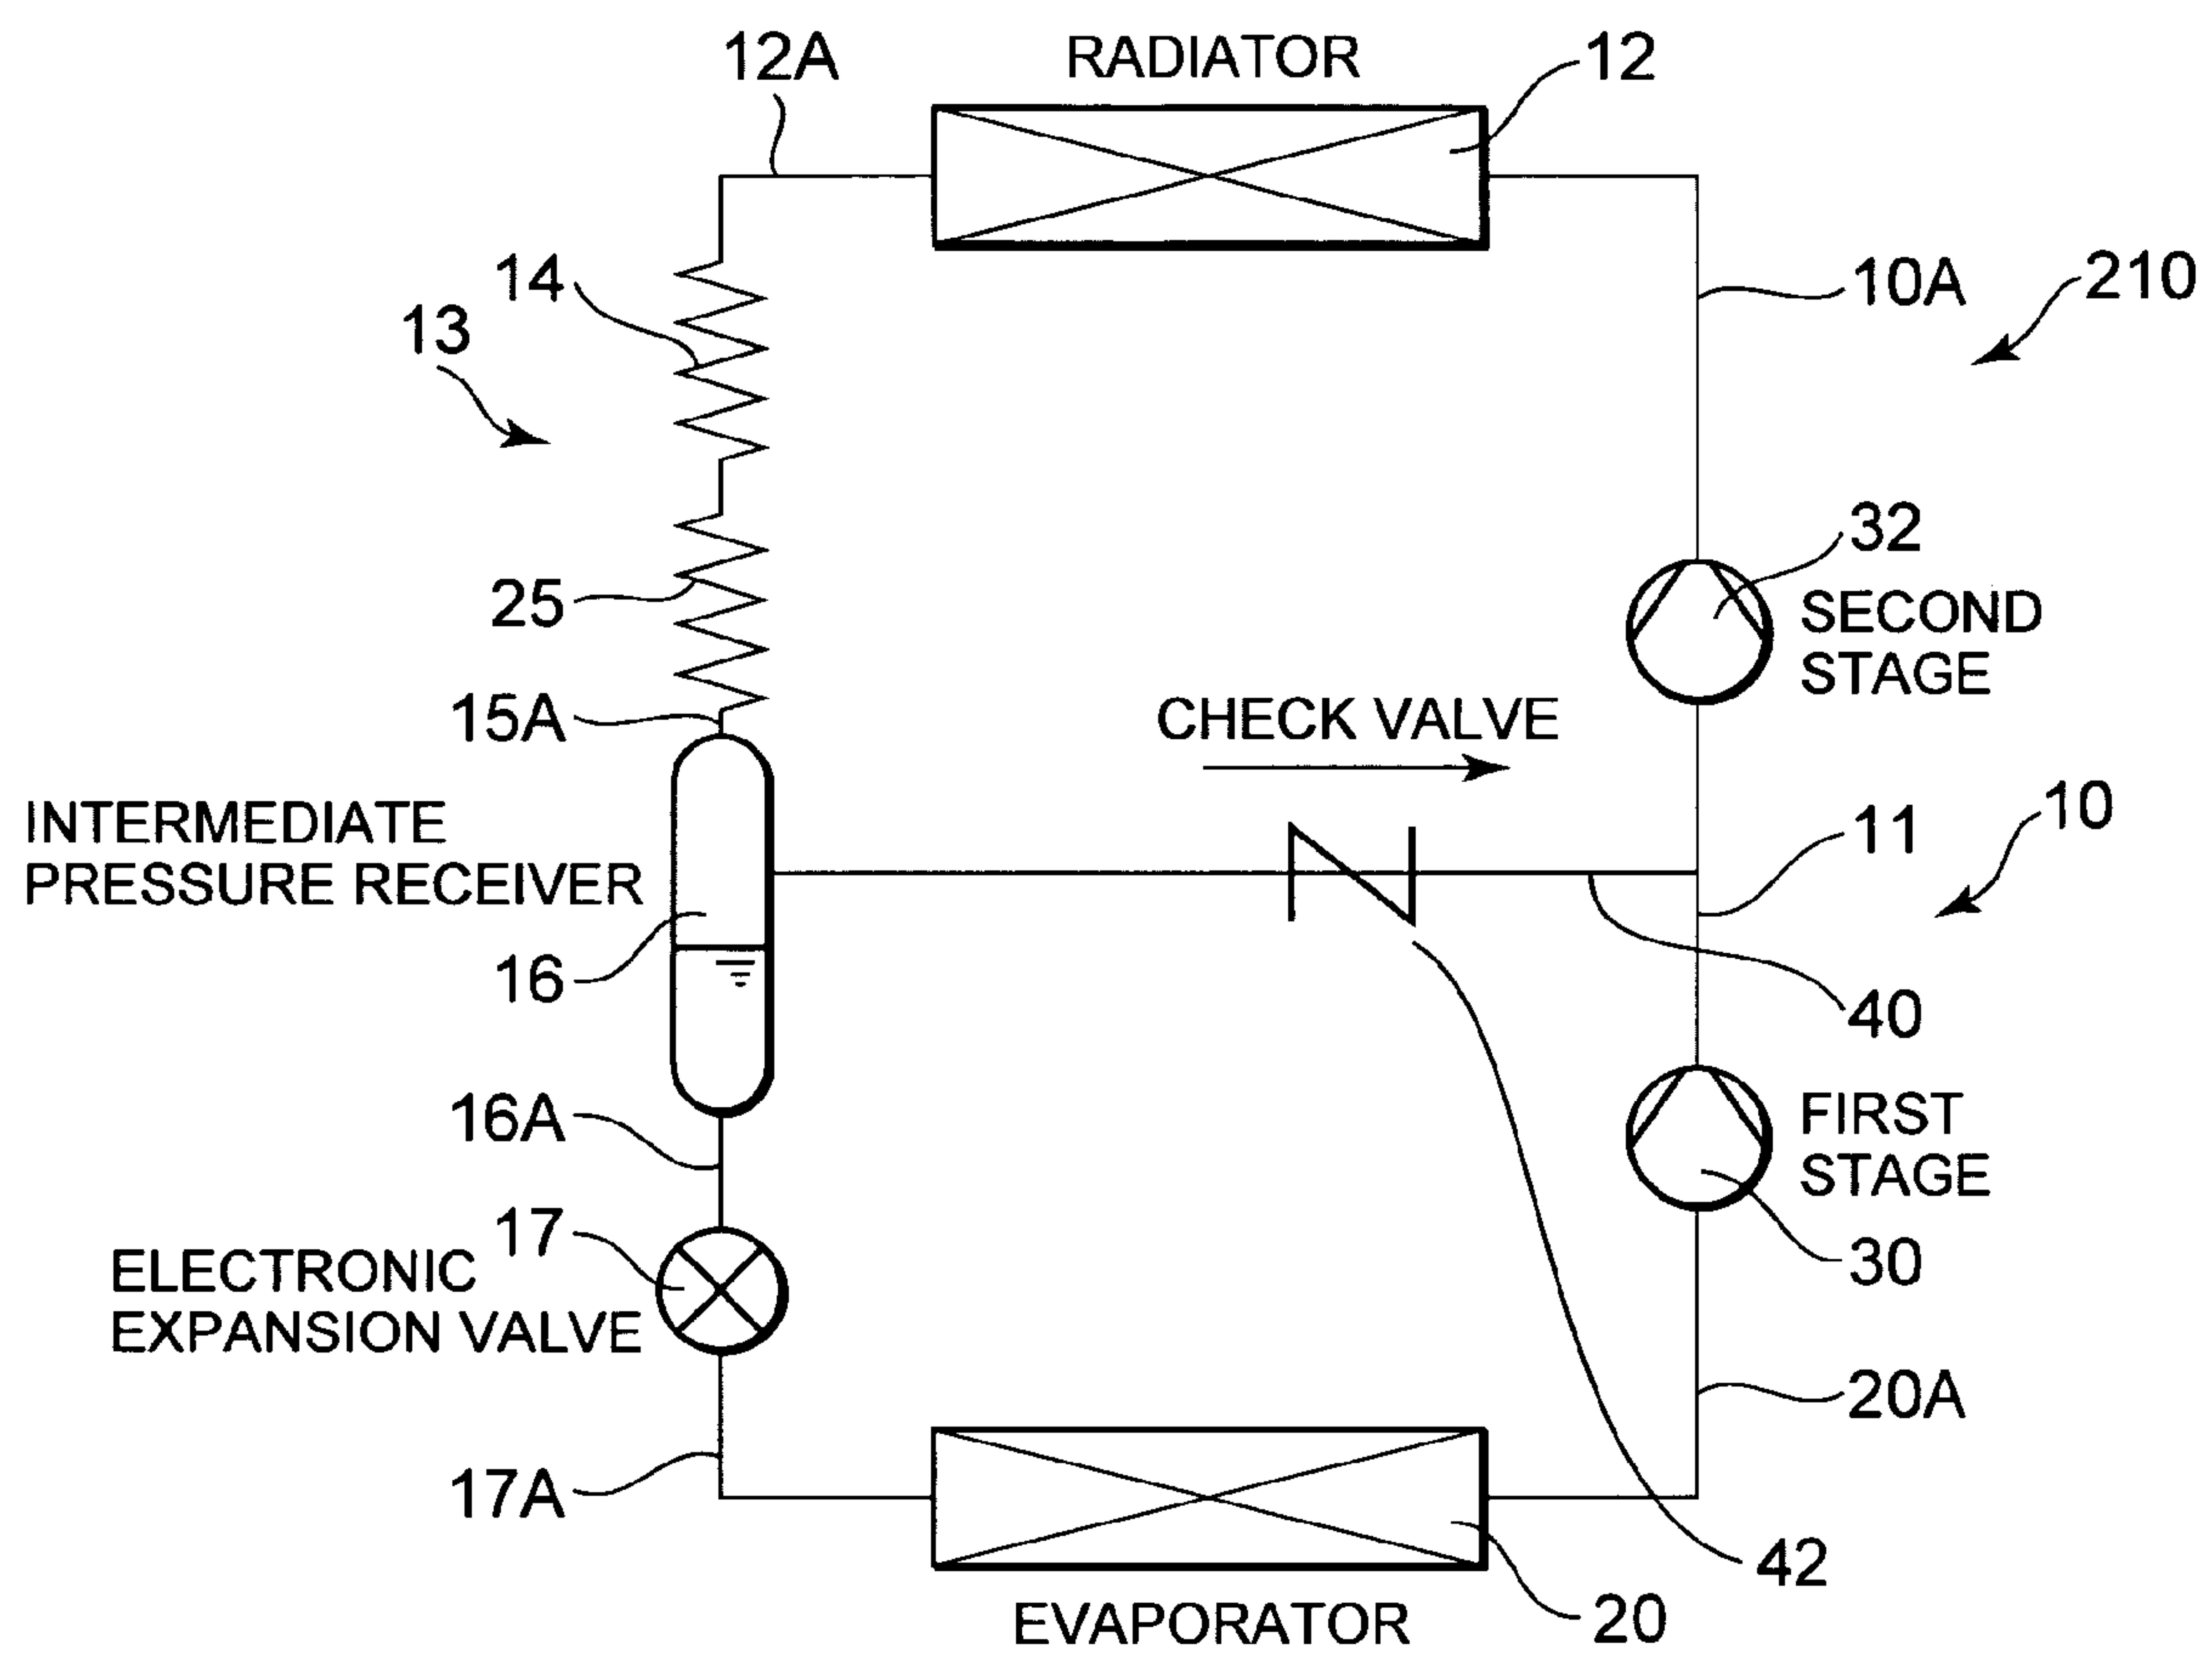 12A
RADIATOR
12
14
13
10A
210
25
32
SECOND
STAGE
15A
CHECK VALVE
INTERMEDIATE
PRESSURE RECEIVER
11
10
16
40
16A
FIRST
STAGE
17
ELECTRONIC
EXPANSION VALVE
30
20A
17A
42
EVAPORATOR
20